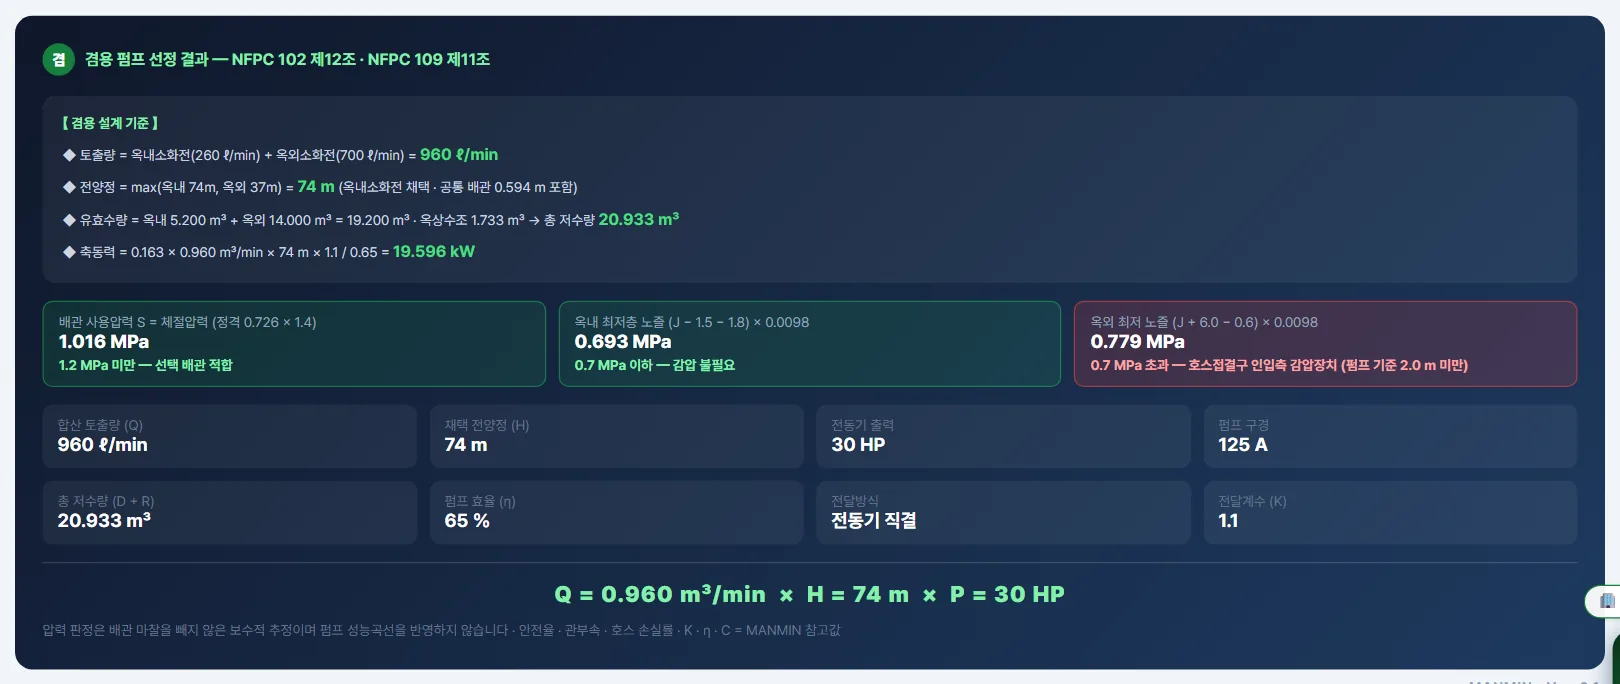 겸 겸용 펌프 선정 결과 — NFPC 102 제12조 · NFPC 109 제11조
【 겸용 설계 기준 】
◆ 토출량 = 옥내소화전(260 ℓ/min) + 옥외소화전(700 ℓ/min) = 960 ℓ/min
◆ 전양정 = max(옥내 74m, 옥외 37m) = 74 m (옥내소화전 채택 · 공통 배관 0.594 m 포함)
◆ 유효수량 = 옥내 5.200 m³ + 옥외 14.000 m³ = 19.200 m³ · 옥상수조 1.733 m³ → 총 저수량 20.933 m³
◆ 축동력 = 0.163 × 0.960 m³/min × 74 m × 1.1 / 0.65 = 19.596 kW
배관 사용압력 S = 체절압력 (정격 0.726 × 1.4)
1.016 MPa
1.2 MPa 미만 — 선택 배관 적합
옥내 최저층 노즐 (J − 1.5 − 1.8) × 0.0098
0.693 MPa
0.7 MPa 이하 — 감압 불필요
옥외 최저 노즐 (J + 6.0 − 0.6) × 0.0098
0.779 MPa
0.7 MPa 초과 — 호스접결구 인입측 감압장치 (펌프 기준 2.0 m 미만)
합산 토출량 (Q)
960 ℓ/min
채택 전양정 (H)
74 m
전동기 출력
30 HP
펌프 구경
125 A
총 저수량 (D + R)
20.933 m³
펌프 효율 (η)
65 %
전달방식
전동기 직결
전달계수 (K)
1.1
Q = 0.960 m³/min × H = 74 m × P = 30 HP
압력 판정은 배관 마찰을 빼지 않은 보수적 추정이며 펌프 성능곡선을 반영하지 않습니다 · 안전율 · 관부속 · 호스 손실률 · K · η · C = MANMIN 참고값